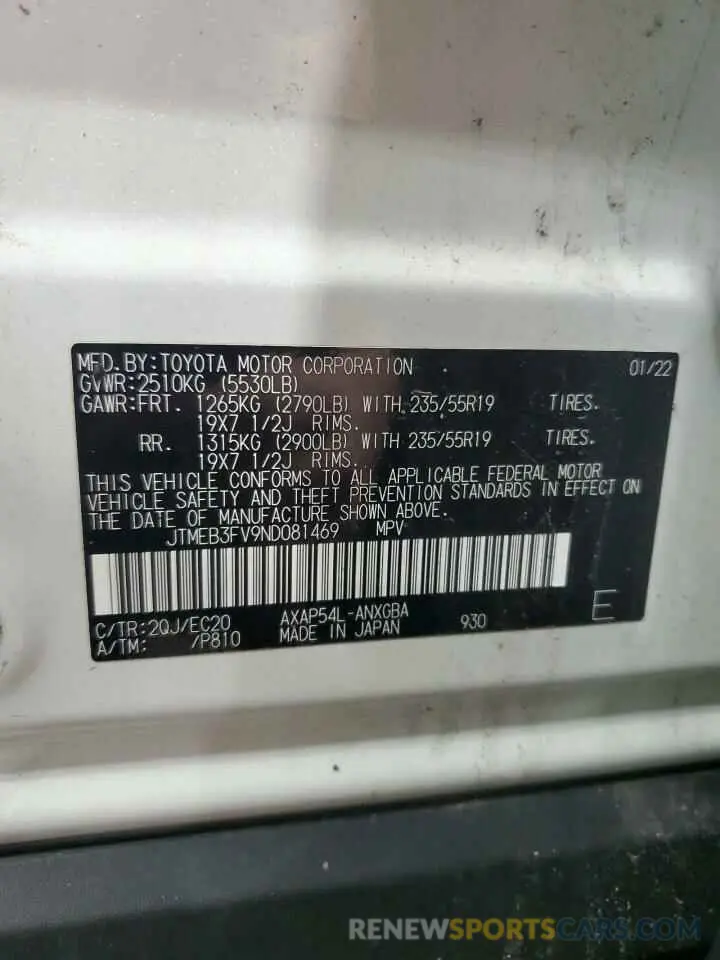 MFD. BY: TOYOTA MOTOR CORPORATION 01/22
GVWR: 2510KG (5530LB)
GAWR: FRT. 1265KG (2790LB) WITH 235/55R19 TIRES.
19X7 1/2J RIMS.
RR. 1315KG (2900LB) WITH 235/55R19 TIRES.
19X7 1/2J RIMS.
THIS VEHICLE CONFORMS TO ALL APPLICABLE FEDERAL MOTOR
VEHICLE SAFETY AND THEFT PREVENTION STANDARDS IN EFFECT ON
THE DATE OF MANUFACTURE SHOWN ABOVE.
JTMEB3FV9ND081469 MPV
C/TR: 2QJ/EC20 AXAP54L-ANXGBA 930 E
A/TM: /P810 MADE IN JAPAN
RENEWSPORTSCARS.COM